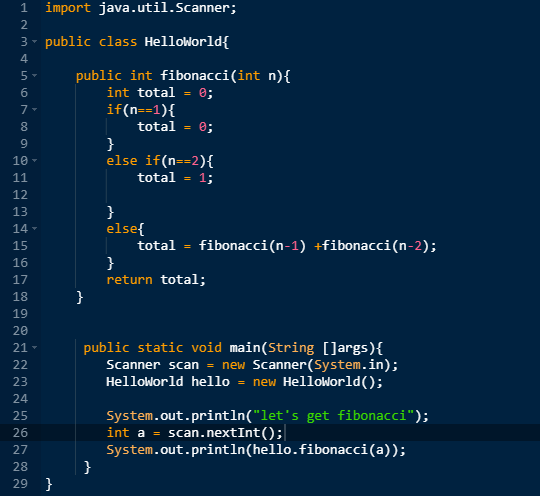 1 import java.util.Scanner;
2
3 public class HelloWorld{
4
5 public int fibonacci(int n){
6 int total = 0;
7 if(n==1){
8 total = 0;
9 }
10 else if(n==2){
11 total = 1;
12
13 }
14 else{
15 total = fibonacci(n-1) +fibonacci(n-2);
16 }
17 return total;
18 }
19
20
21 public static void main(String []args){
22 Scanner scan = new Scanner(System.in);
23 HelloWorld hello = new HelloWorld();
24
25 System.out.println("let's get fibonacci");
26 int a = scan.nextInt();
27 System.out.println(hello.fibonacci(a));
28 }
29 }